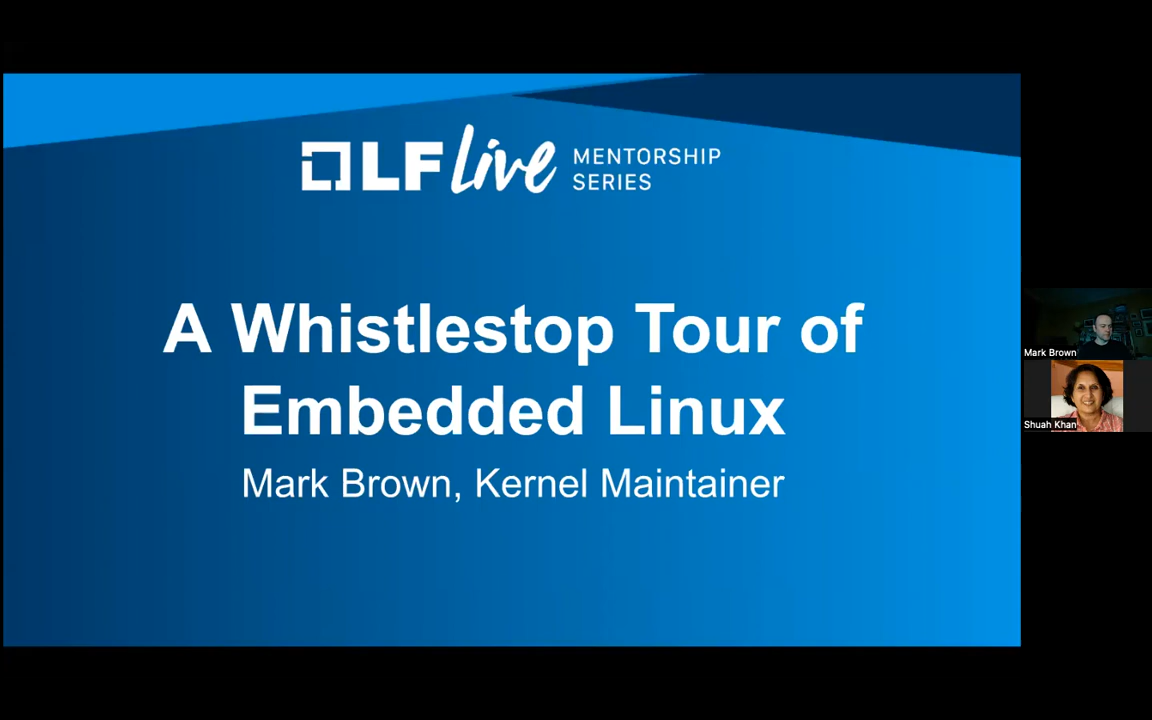 LF Live MENTORSHIP
SERIES
A Whistlestop Tour of
Embedded Linux
Mark Brown, Kernel Maintainer
Mark Brown
Shuah Khan